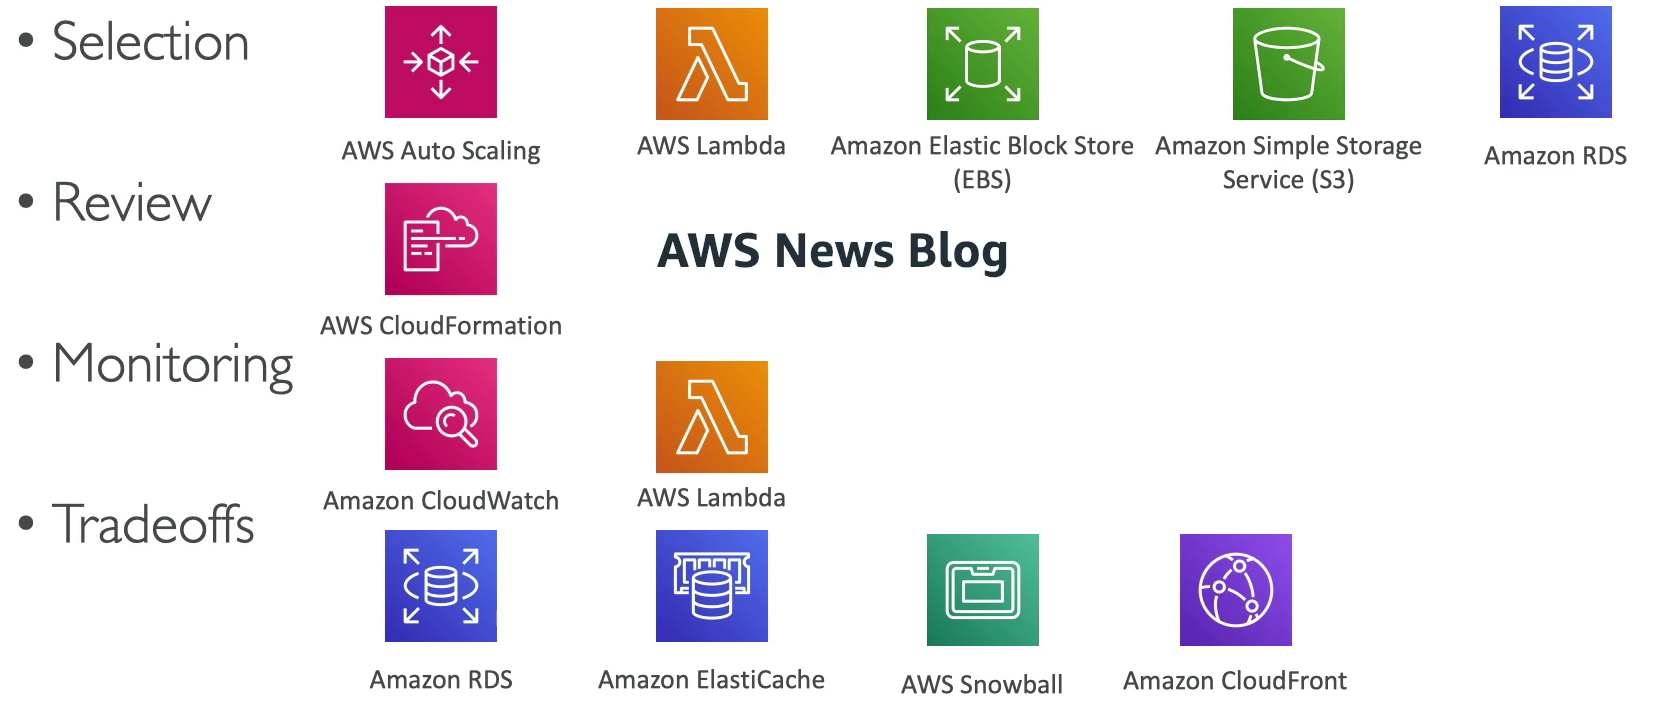 • Selection
AWS Auto Scaling
AWS Lambda
Amazon Elastic Block Store
(EBS)
Amazon Simple Storage
Service (S3)
Amazon RDS
• Review
AWS CloudFormation
AWS News Blog
• Monitoring
Amazon CloudWatch
AWS Lambda
• Tradeoffs
Amazon RDS
Amazon ElastiCache
AWS Snowball
Amazon CloudFront